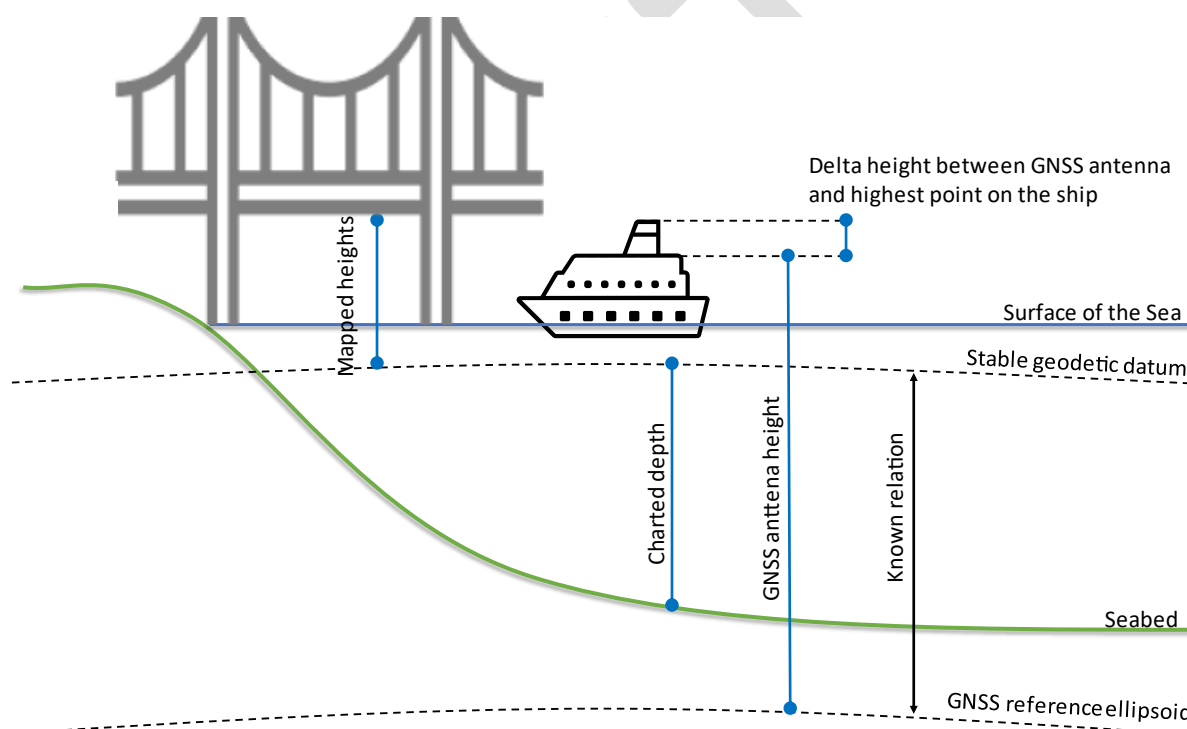 Delta height between GNSS antenna
and highest point on the ship
Mapped heights
Surface of the Sea
Stable geodetic datum
Charted depth
GNSS anttena height
Known relation
Seabed
GNSS reference ellipsoid